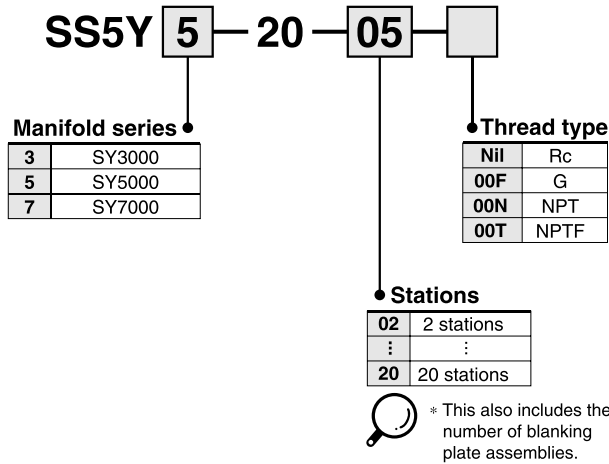 SS5Y 5 — 20 — 05 —
Manifold series
3 SY3000
5 SY5000
7 SY7000
Thread type
Nil Rc
00F G
00N NPT
00T NPTF
Stations
02 2 stations
⋮ ⋮
20 20 stations
* This also includes the
number of blanking
plate assemblies.